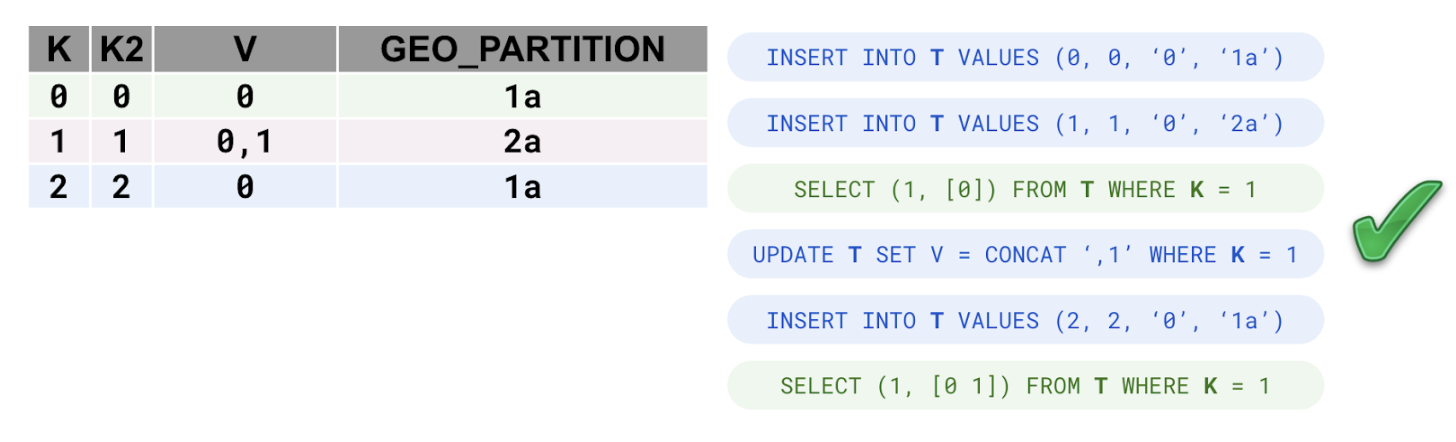 K K2 V GEO_PARTITION
0 0 0 1a
1 1 0,1 2a
2 2 0 1a
INSERT INTO T VALUES (0, 0, ‘0’, ‘1a’)
INSERT INTO T VALUES (1, 1, ‘0’, ‘2a’)
SELECT (1, [0]) FROM T WHERE K = 1
UPDATE T SET V = CONCAT ‘,1’ WHERE K = 1
INSERT INTO T VALUES (2, 2, ‘0’, ‘1a’)
SELECT (1, [0 1]) FROM T WHERE K = 1